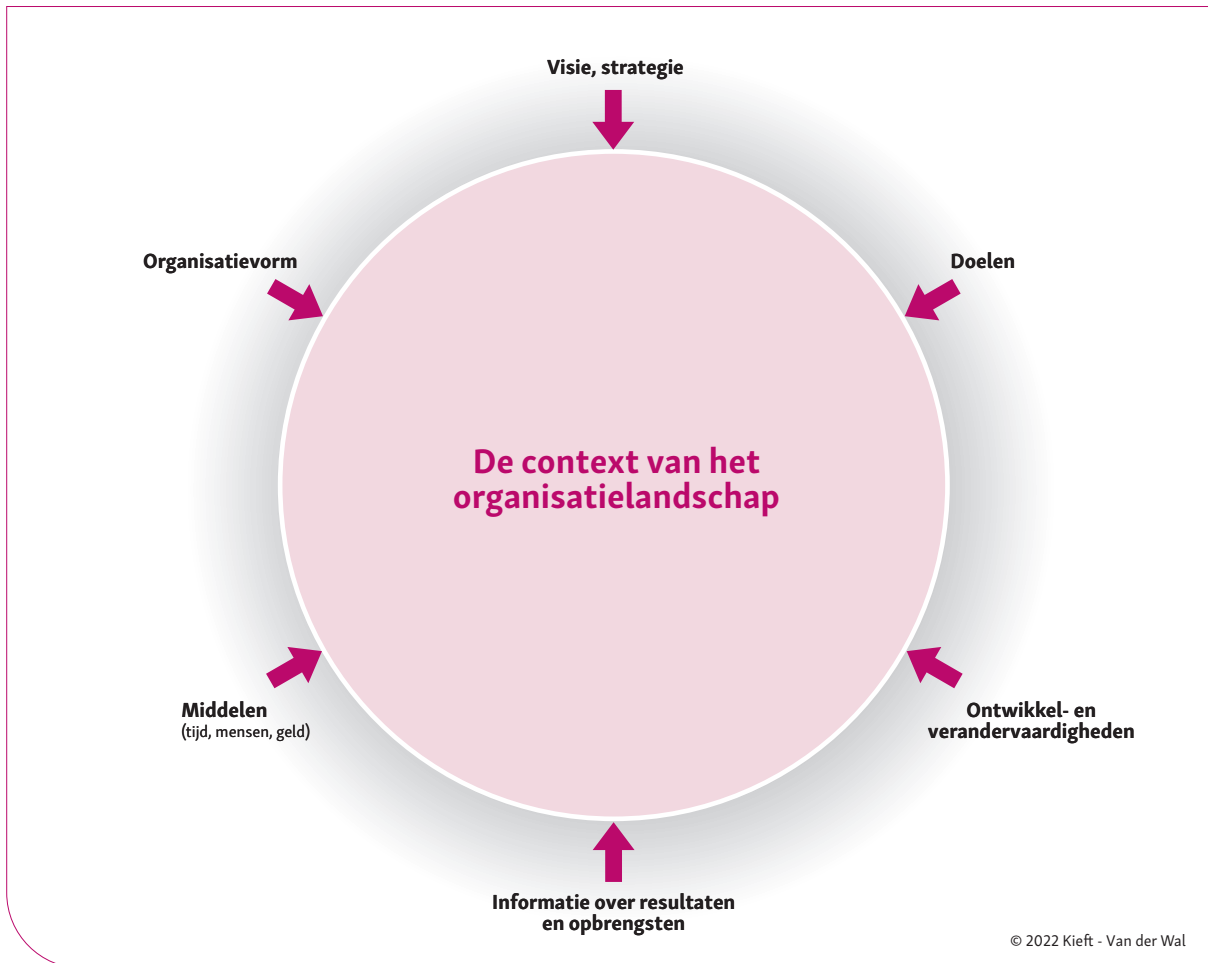 Visie, strategie
Organisatievorm
Doelen
De context van het
organisatielandschap
Middelen
(tijd, mensen, geld)
Ontwikkel- en
verandervaardigheden
Informatie over resultaten
en opbrengsten
© 2022 Kieft - Van der Wal